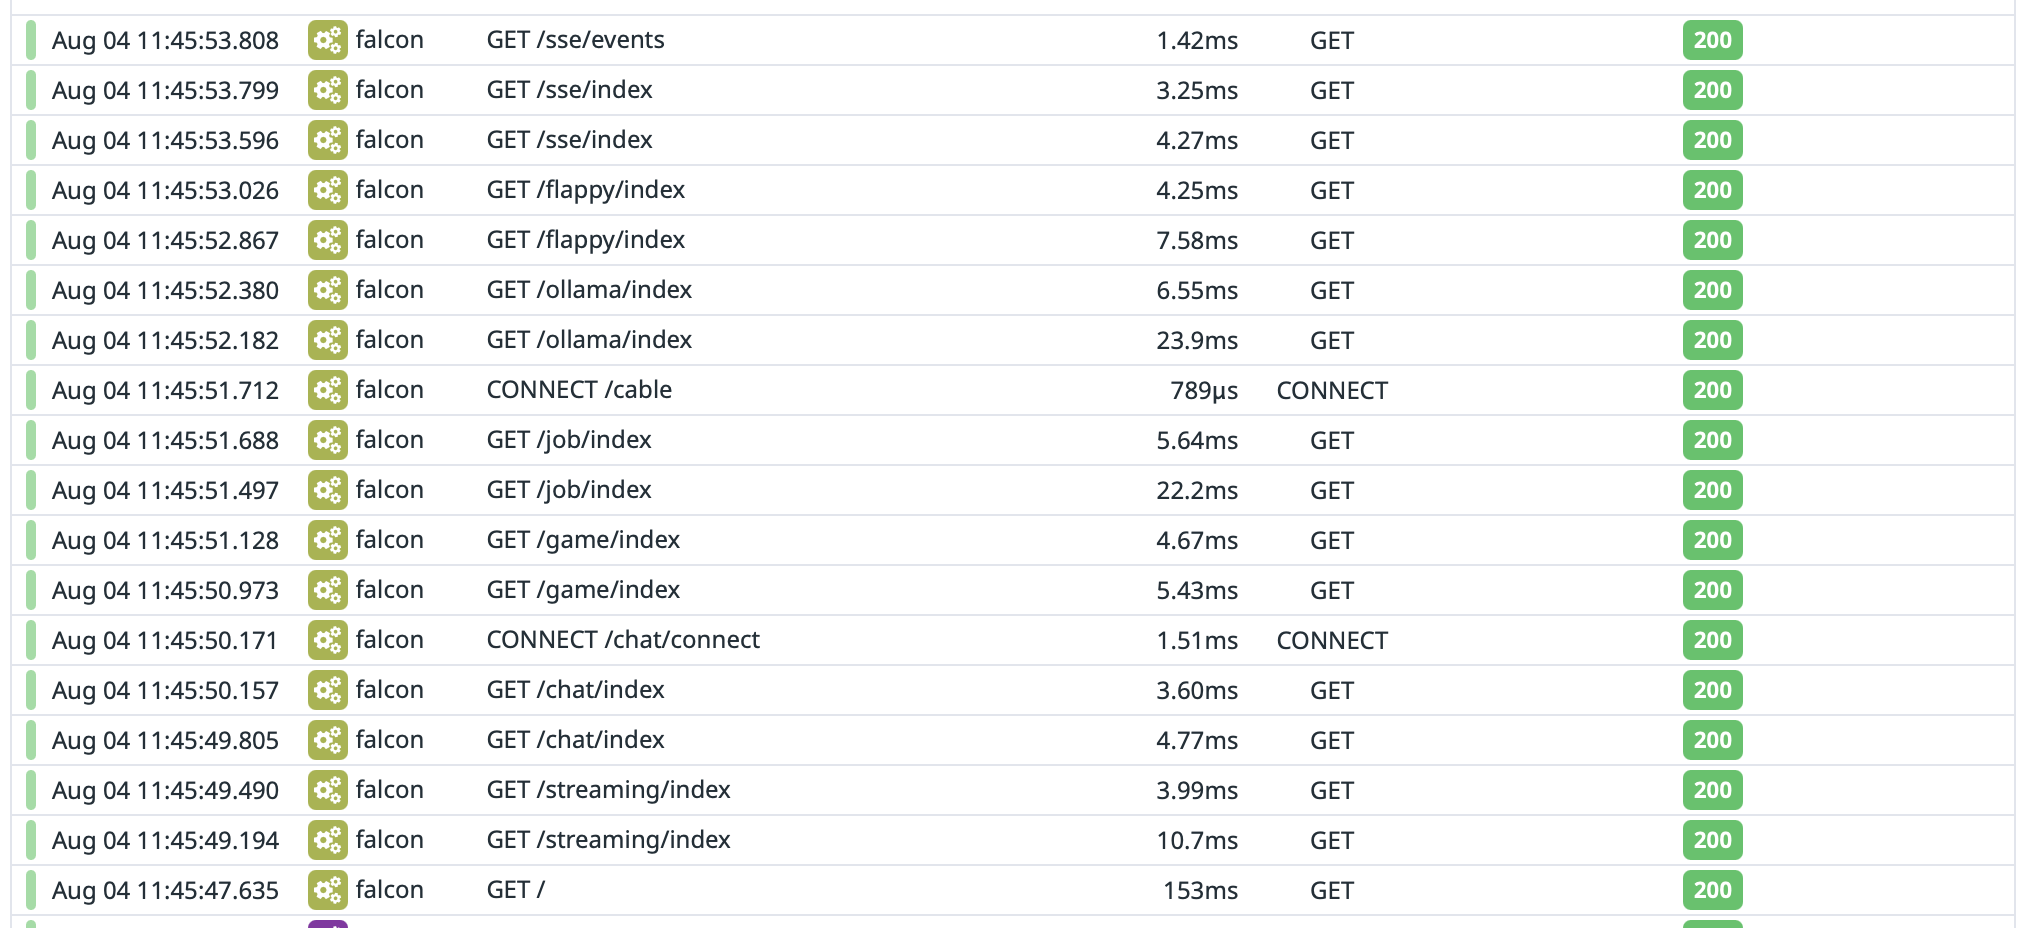 Aug 04 11:45:53.808 falcon GET /sse/events 1.42ms GET 200
Aug 04 11:45:53.799 falcon GET /sse/index 3.25ms GET 200
Aug 04 11:45:53.596 falcon GET /sse/index 4.27ms GET 200
Aug 04 11:45:53.026 falcon GET /flappy/index 4.25ms GET 200
Aug 04 11:45:52.867 falcon GET /flappy/index 7.58ms GET 200
Aug 04 11:45:52.380 falcon GET /ollama/index 6.55ms GET 200
Aug 04 11:45:52.182 falcon GET /ollama/index 23.9ms GET 200
Aug 04 11:45:51.712 falcon CONNECT /cable 789µs CONNECT 200
Aug 04 11:45:51.688 falcon GET /job/index 5.64ms GET 200
Aug 04 11:45:51.497 falcon GET /job/index 22.2ms GET 200
Aug 04 11:45:51.128 falcon GET /game/index 4.67ms GET 200
Aug 04 11:45:50.973 falcon GET /game/index 5.43ms GET 200
Aug 04 11:45:50.171 falcon CONNECT /chat/connect 1.51ms CONNECT 200
Aug 04 11:45:50.157 falcon GET /chat/index 3.60ms GET 200
Aug 04 11:45:49.805 falcon GET /chat/index 4.77ms GET 200
Aug 04 11:45:49.490 falcon GET /streaming/index 3.99ms GET 200
Aug 04 11:45:49.194 falcon GET /streaming/index 10.7ms GET 200
Aug 04 11:45:47.635 falcon GET / 153ms GET 200